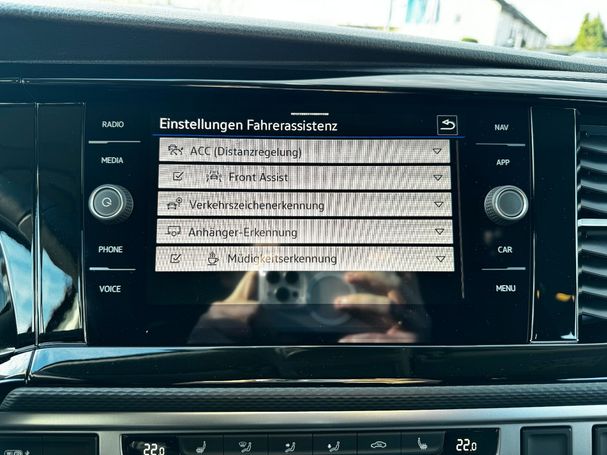 RADIO
MEDIA
PHONE
VOICE
Einstellungen Fahrerassistenz
ACC (Distanzregelung)
Front Assist
Verkehrszeichenerkennung
Anhänger-Erkennung
Müdigkeitserkennung
NAV
APP
CAR
MENU
22.0
22.0